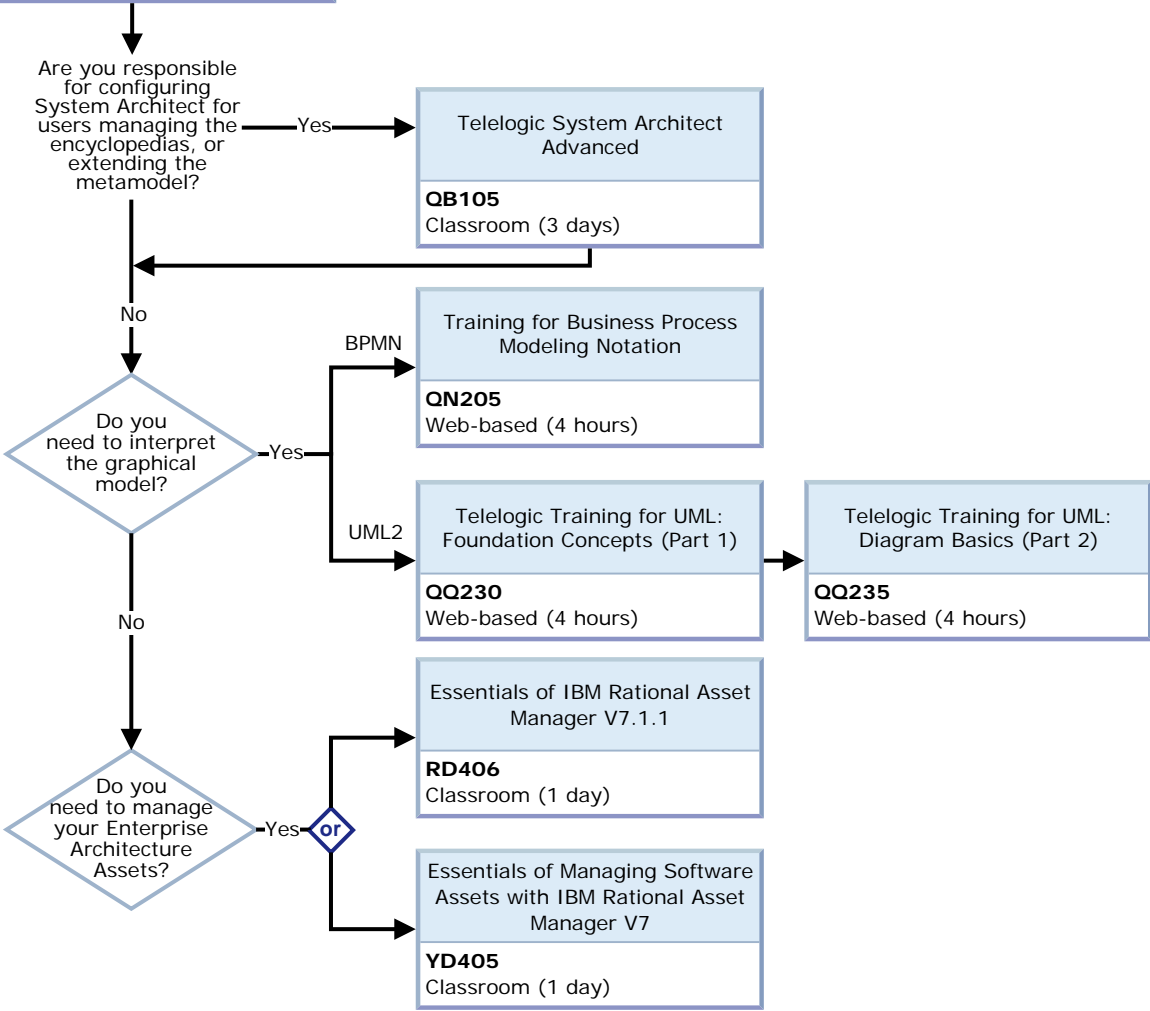 Are you responsible
for configuring
System Architect for
users managing the
encyclopedias, or
extending the
metamodel?
Yes
Telelogic System Architect
Advanced
QB105
Classroom (3 days)
No
Do you
need to interpret
the graphical
model?
Yes
BPMN
Training for Business Process
Modeling Notation
QN205
Web-based (4 hours)
UML2
Telelogic Training for UML:
Foundation Concepts (Part 1)
QQ230
Web-based (4 hours)
Telelogic Training for UML:
Diagram Basics (Part 2)
QQ235
Web-based (4 hours)
No
Do you
need to manage
your Enterprise
Architecture
Assets?
Yes
or
Essentials of IBM Rational Asset
Manager V7.1.1
RD406
Classroom (1 day)
Essentials of Managing Software
Assets with IBM Rational Asset
Manager V7
YD405
Classroom (1 day)